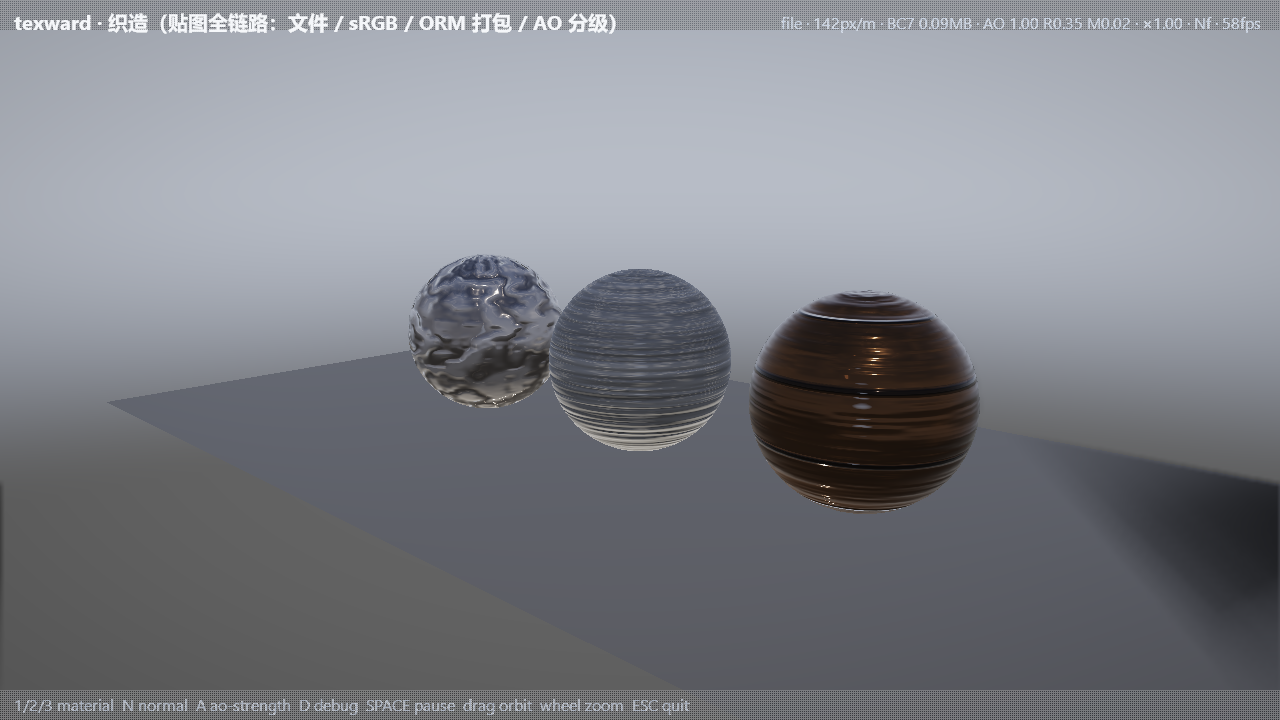 texward · 织造（贴图全链路：文件 / sRGB / ORM 打包 / AO 分级）
file · 142px/m · BC7 0.09MB · AO 1.00 R0.35 M0.02 · ×1.00 · Nf · 58fps
1/2/3 material  N normal  A ao-strength  D debug  SPACE pause  drag orbit  wheel zoom  ESC quit